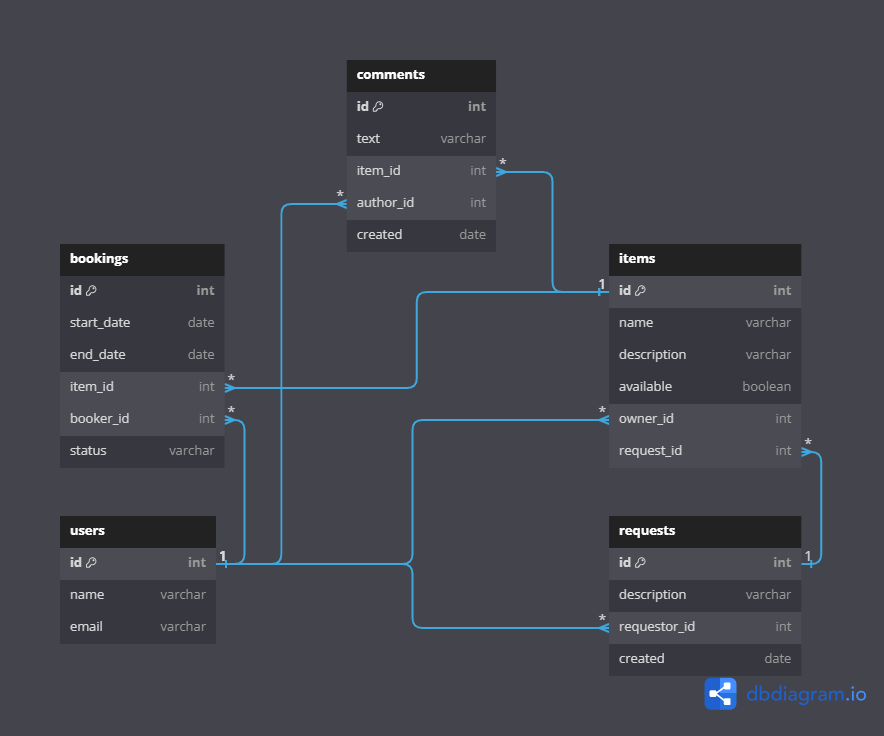 comments
id int
text varchar
item_id int *
* author_id int
created date
bookings
id int
start_date date
end_date date
item_id int *
booker_id int *
status varchar
items
1 id int
name varchar
description varchar
available boolean
* owner_id int
request_id int *
users
id int 1
name varchar
email varchar
requests
id int 1
description varchar
* requestor_id int
created date
dbdiagram.io